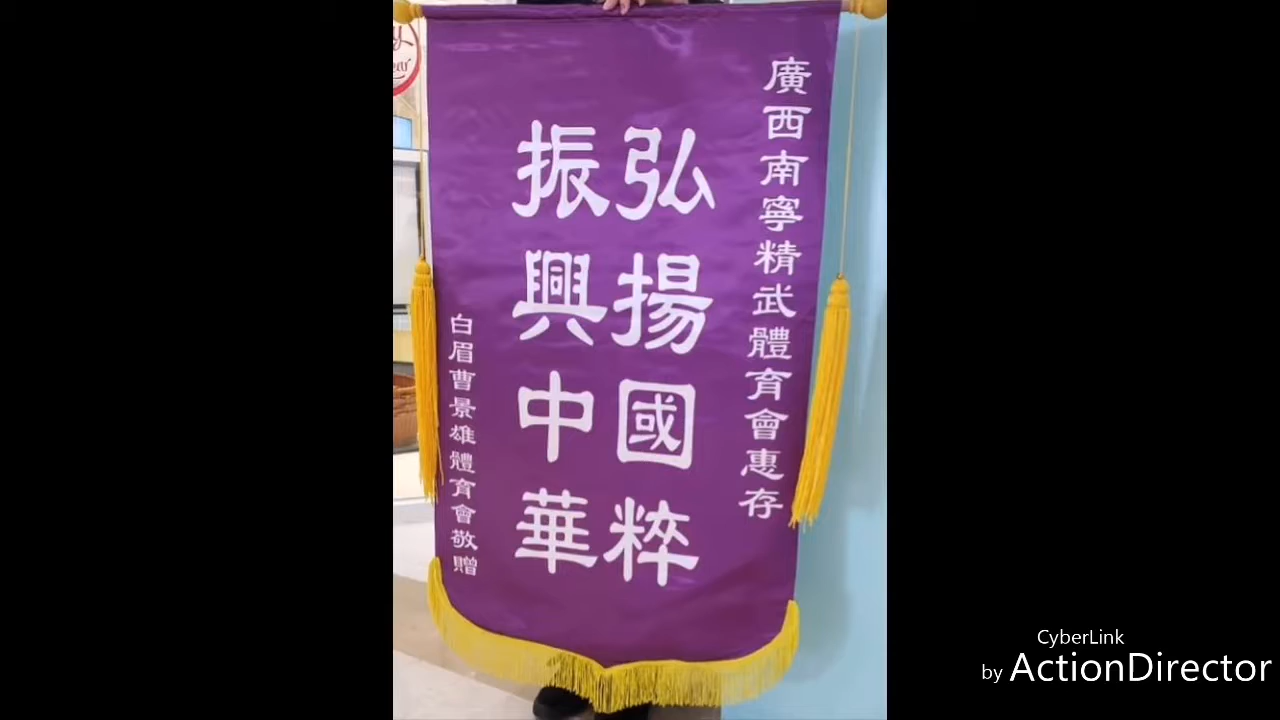 廣西南寧精武體育會惠存
弘揚國粹
振興中華
白眉曹景雄體育會敬贈
CyberLink
by ActionDirector